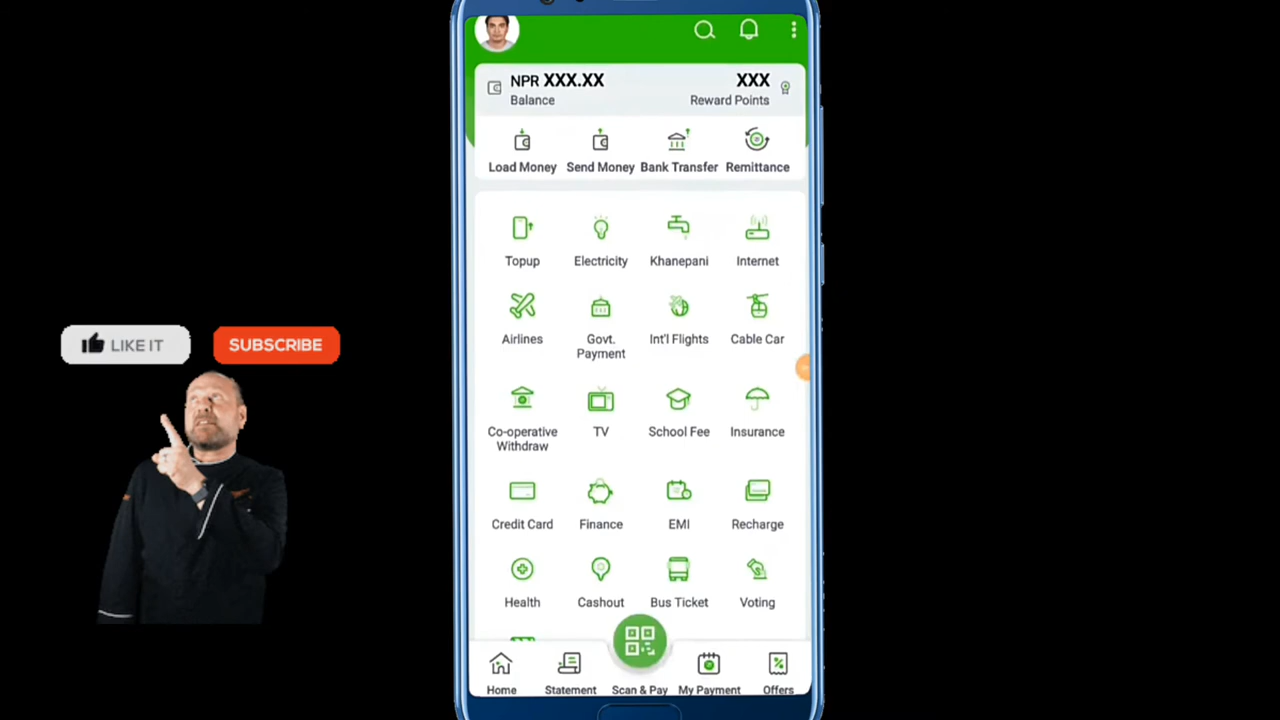 NPR XXX.XX
XXX
Balance
Reward Points
Load Money
Send Money
Bank Transfer
Remittance
Topup
Electricity
Khanepani
Internet
Airlines
Govt.
Payment
Int'l Flights
Cable Car
LIKE IT
SUBSCRIBE
Co-operative
Withdraw
TV
School Fee
Insurance
Credit Card
Finance
EMI
Recharge
Health
Cashout
Bus Ticket
Voting
Home
Statement
Scan & Pay
My Payment
Offers